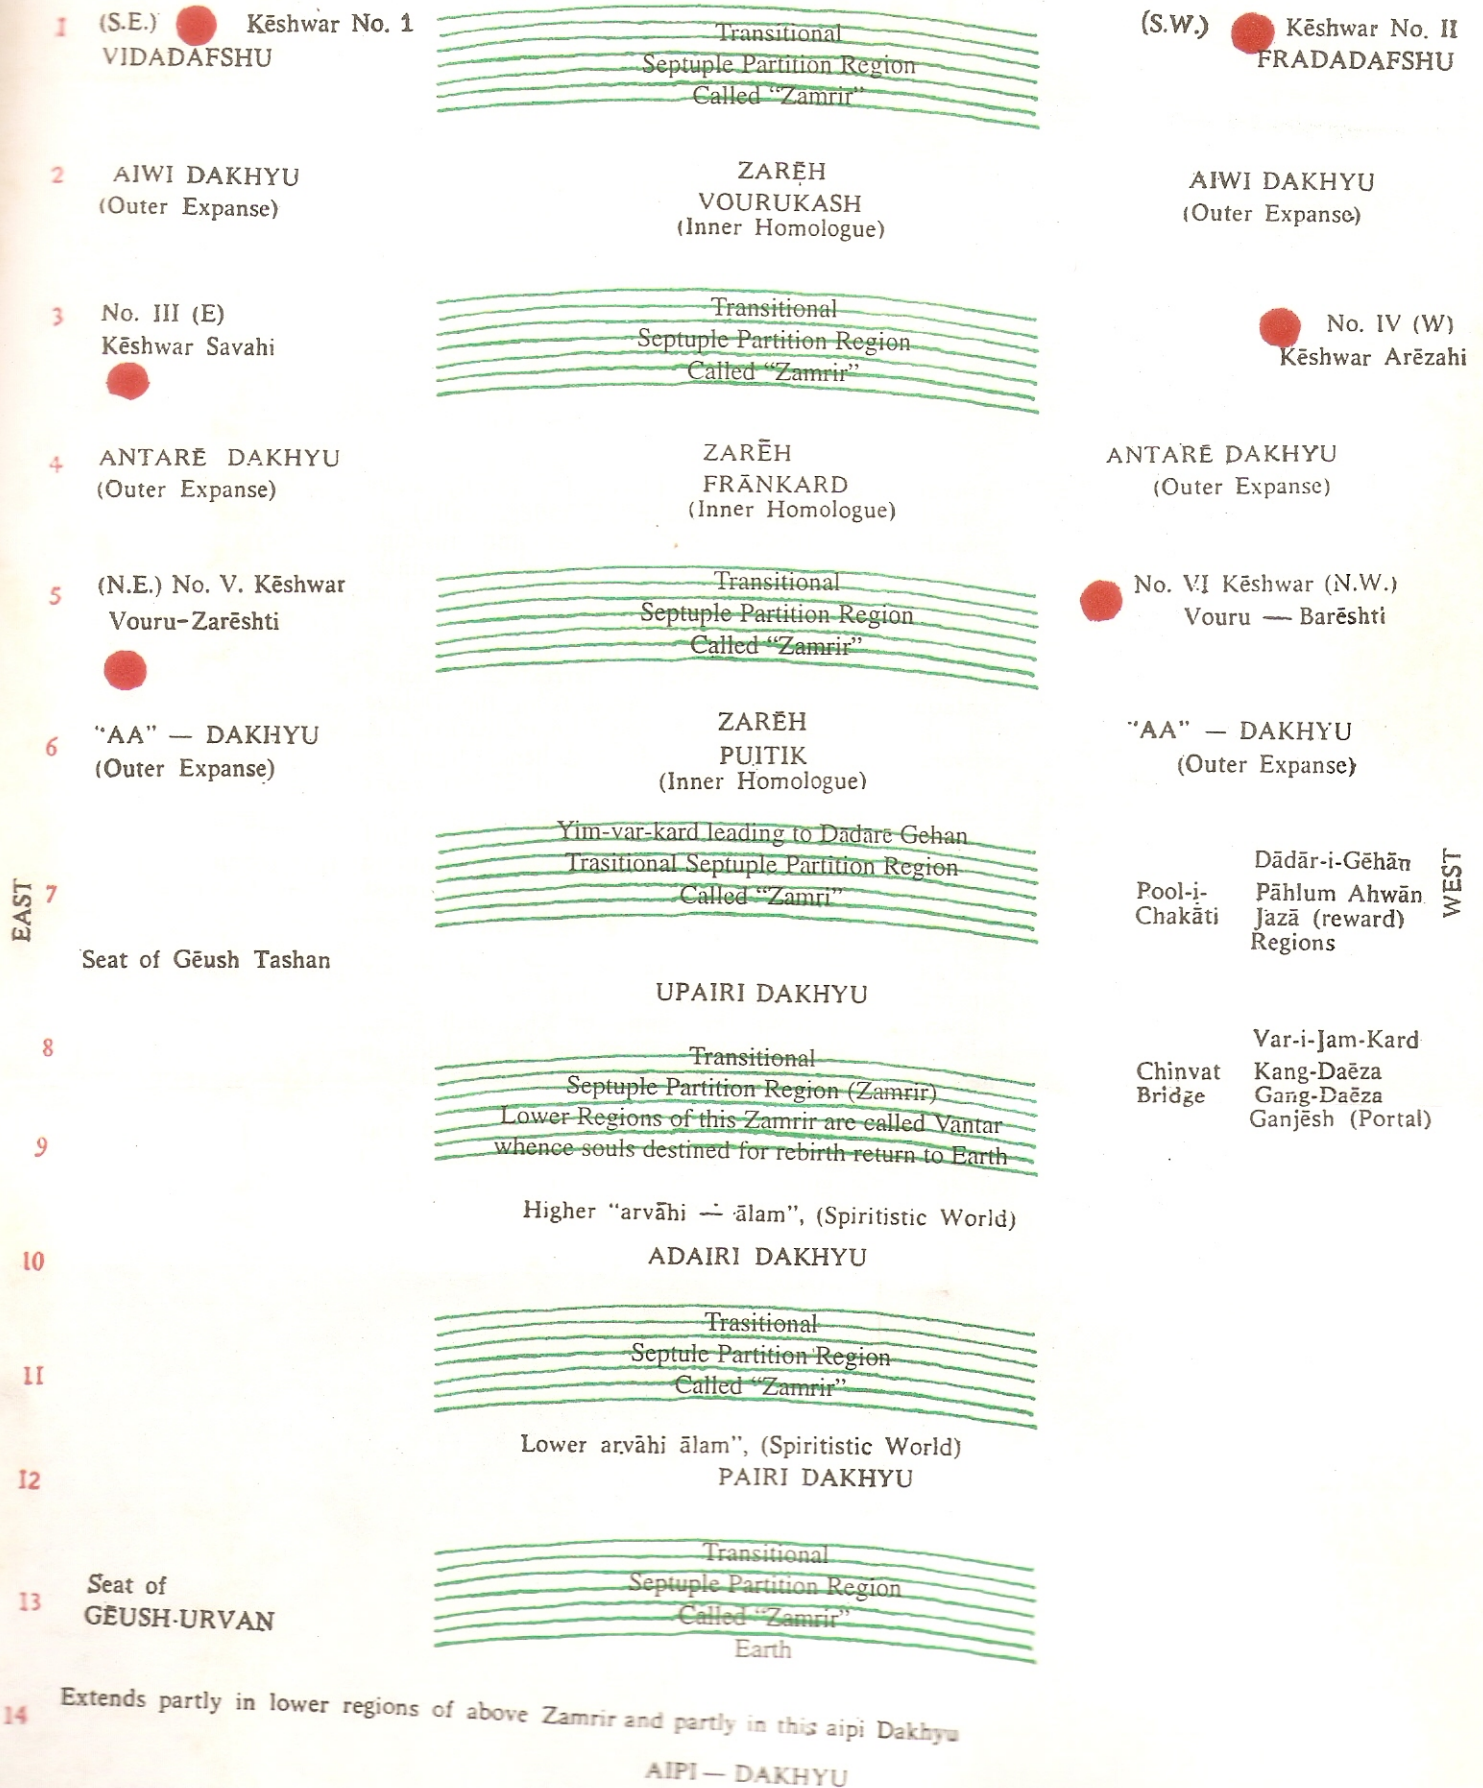 1 (S.E.) Kēshwar No. 1
VIDADAFSHU
Transitional
Septuple Partition Region
Called “Zamrir”
(S.W.) Kēshwar No. II
FRADADAFSHU
2 AIWI DAKHYU
(Outer Expanse)
ZARĒH
VOURUKASH
(Inner Homologue)
AIWI DAKHYU
(Outer Expanse)
3 No. III (E)
Kēshwar Savahi
Transitional
Septuple Partition Region
Called “Zamrir”
No. IV (W)
Kēshwar Arēzahi
4 ANTARĒ DAKHYU
(Outer Expanse)
ZARĒH
FRĀNKARD
(Inner Homologue)
ANTARĒ DAKHYU
(Outer Expanse)
5 (N.E.) No. V. Kēshwar
Vouru-Zarēshti
Transitional
Septuple Partition Region
Called “Zamrir”
No. VI Kēshwar (N.W.)
Vouru — Barēshti
6 “AA” — DAKHYU
(Outer Expanse)
ZARĒH
PUITIK
(Inner Homologue)
“AA” — DAKHYU
(Outer Expanse)
EAST
7
Yim-var-kard leading to Dādārē Gehan
Trasitional Septuple Partition Region
Called “Zamri”
Dādār-i-Gēhān
Pool-i- Pāhlum Ahwān
Chakāti Jazā (reward)
Regions
WEST
Seat of Gēush Tashan
UPAIRI DAKHYU
8
Transitional
Septuple Partition Region (Zamrir)
Lower Regions of this Zamrir are called Vantar
whence souls destined for rebirth return to Earth
Var-i-Jam-Kard
Chinvat Kang-Daēza
Bridge Gang-Daēza
Ganjēsh (Portal)
9
Higher “arvāhi — ālam”, (Spiritistic World)
10 ADAIRI DAKHYU
11
Trasitional
Septule Partition Region
Called “Zamrir”
Lower arvāhi ālam”, (Spiritistic World)
12 PAIRI DAKHYU
13 Seat of
GĒUSH-URVAN
Transitional
Septuple Partition Region
Called “Zamrir”
Earth
14 Extends partly in lower regions of above Zamrir and partly in this aipi Dakhyu
AIPI — DAKHYU